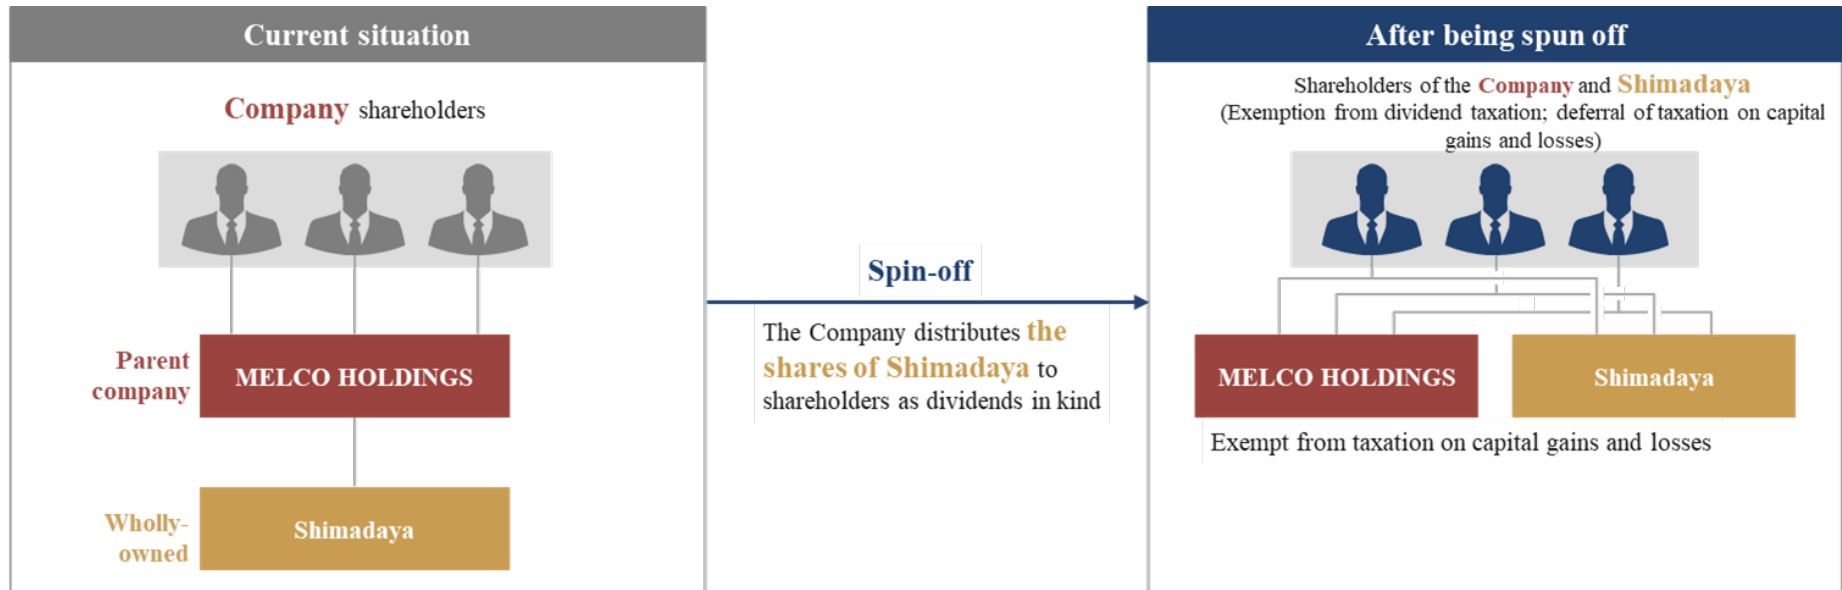 Current situation
Company shareholders
Parent
company
MELCO HOLDINGS
Wholly-
owned
Shimadaya
Spin-off
The Company distributes the
shares of Shimadaya to
shareholders as dividends in kind
After being spun off
Shareholders of the Company and Shimadaya
(Exemption from dividend taxation; deferral of taxation on capital
gains and losses)
MELCO HOLDINGS
Shimadaya
Exempt from taxation on capital gains and losses